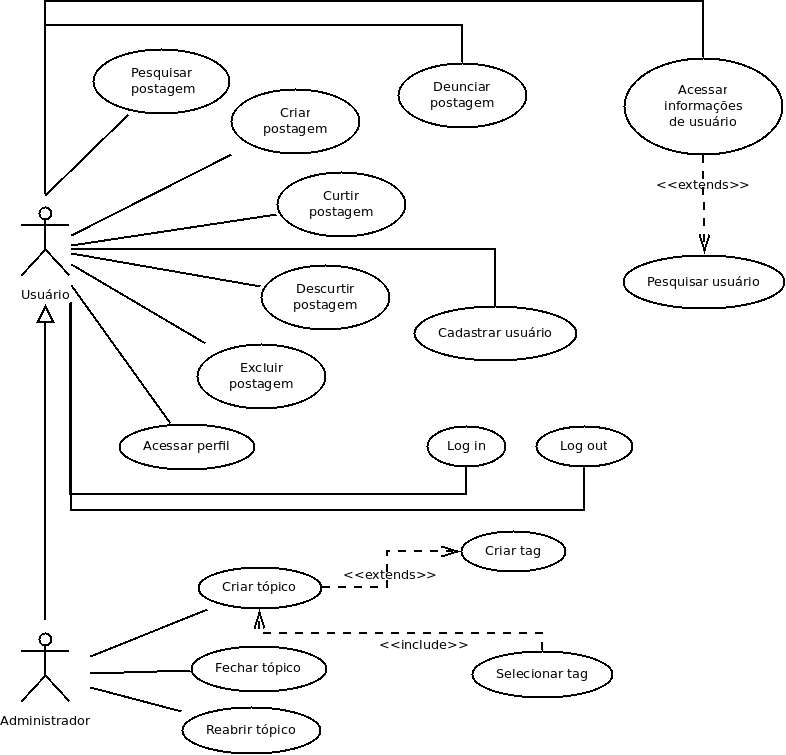 Pesquisar
postagem
Deunciar
postagem
Acessar
informações
de usuário
Criar
postagem
<<extends>>
Curtir
postagem
Usuário
Descurtir
postagem
Pesquisar usuário
Cadastrar usuário
Excluir
postagem
Acessar perfil
Log in
Log out
Criar tag
<<extends>>
Criar tópico
<<include>>
Fechar tópico
Selecionar tag
Administrador
Reabrir tópico